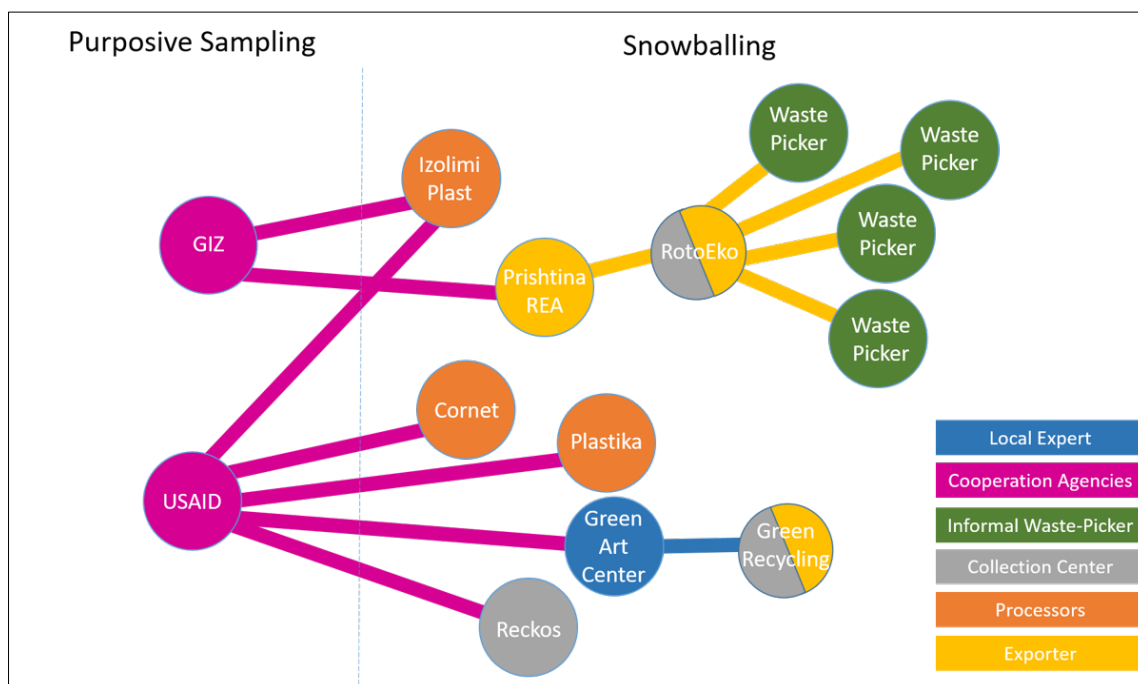 Purposive Sampling
Snowballing
Waste
Picker
Waste
Picker
Izolimi
Plast
Waste
Picker
GIZ
RotoEko
Prishtina
REA
Waste
Picker
Cornet
Plastika
Local Expert
Cooperation Agencies
USAID
Green
Art
Center
Green
Recycling
Informal Waste-Picker
Collection Center
Reckos
Processors
Exporter